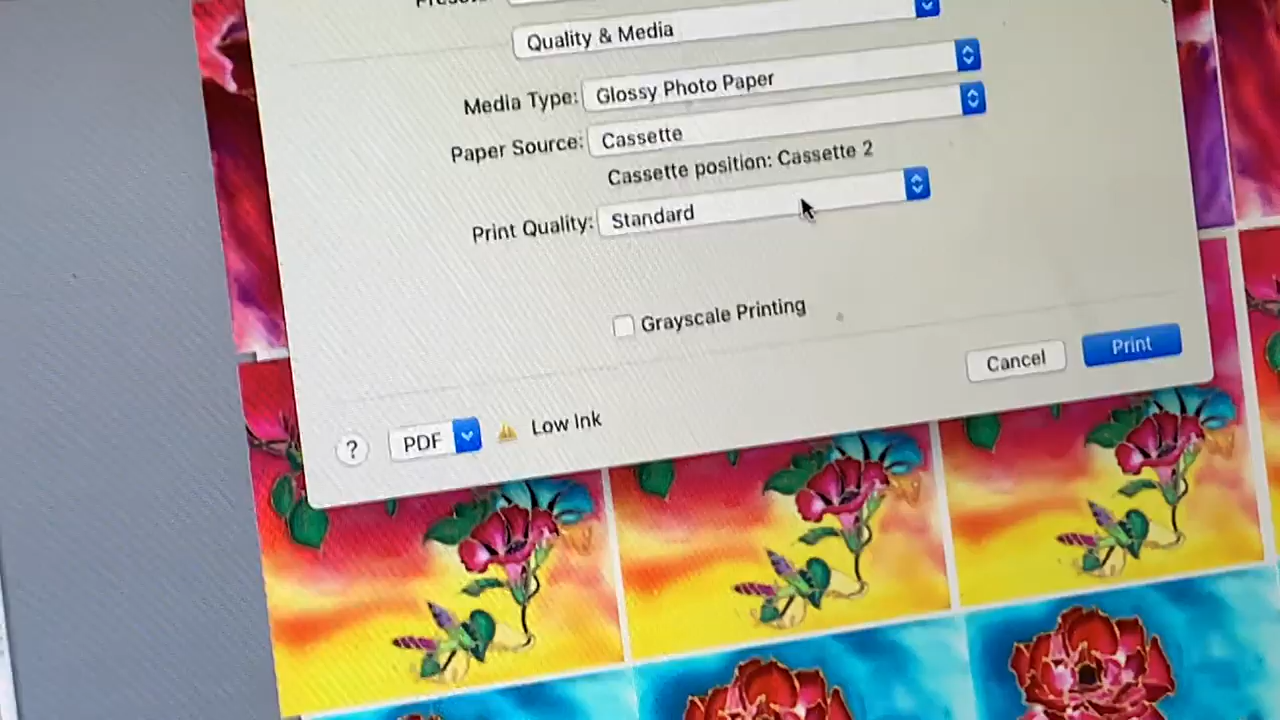 Quality & Media
Media Type: Glossy Photo Paper
Paper Source: Cassette
Cassette position: Cassette 2
Print Quality: Standard
Grayscale Printing
Cancel Print
? PDF Low Ink